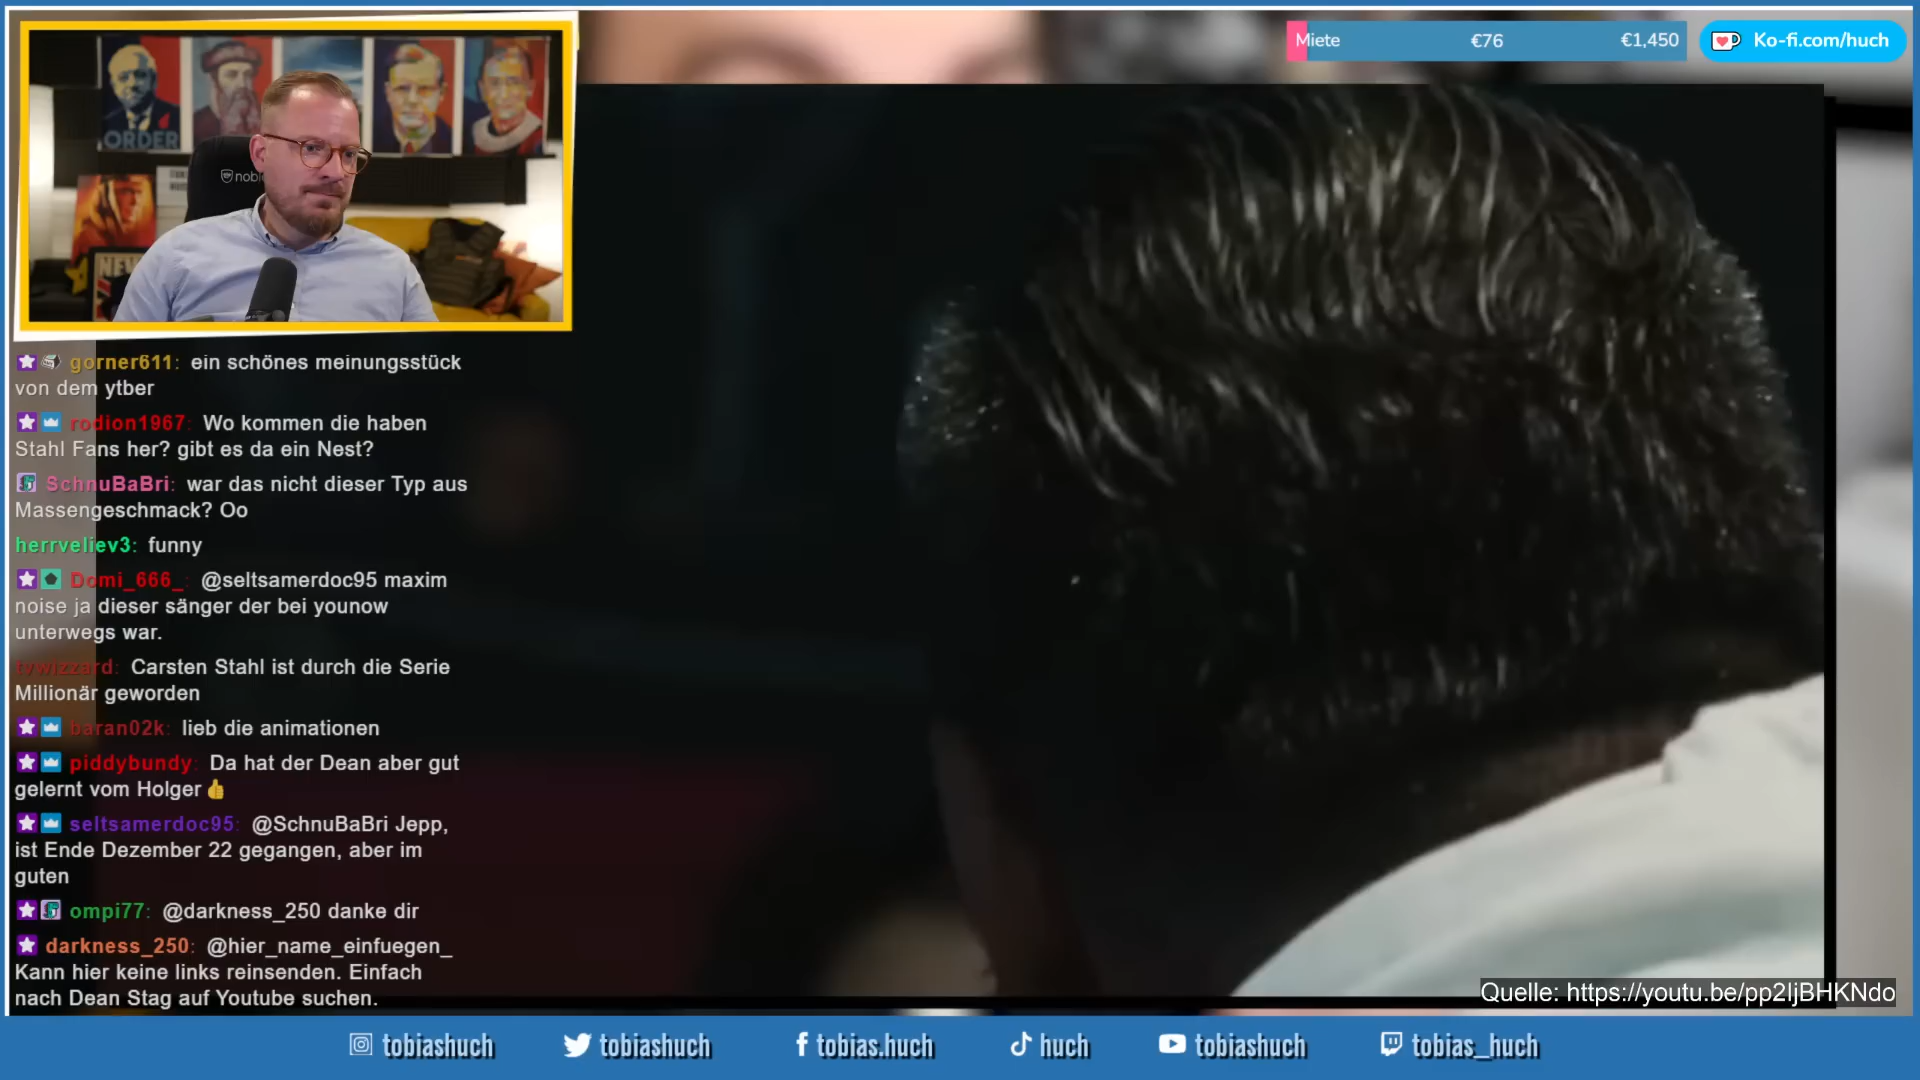 Miete €76 €1,450
Ko-fi.com/huch
ORDER
noble
NEW
gorner611: ein schönes meinungsstück
von dem ytber
rodion1967: Wo kommen die haben
Stahl Fans her? gibt es da ein Nest?
SchnuBaBri: war das nicht dieser Typ aus
Massengeschmack? Oo
herrveliev3: funny
Domi_666_: @seltsamerdoc95 maxim
noise ja dieser sänger der bei younow
unterwegs war.
tvwizzard: Carsten Stahl ist durch die Serie
Millionär geworden
baran02k: lieb die animationen
piddybundy: Da hat der Dean aber gut
gelernt vom Holger👍
seltsamerdoc95: @SchnuBaBri Jepp,
ist Ende Dezember 22 gegangen, aber im
guten
ompi77: @darkness_250 danke dir
darkness_250: @hier_name_einfuegen_
Kann hier keine links reinsenden. Einfach
nach Dean Stag auf Youtube suchen.
Quelle: https://youtu.be/pp2IjBHKNdo
tobiashuch tobiashuch tobias.huch huch tobiashuch tobias_huch